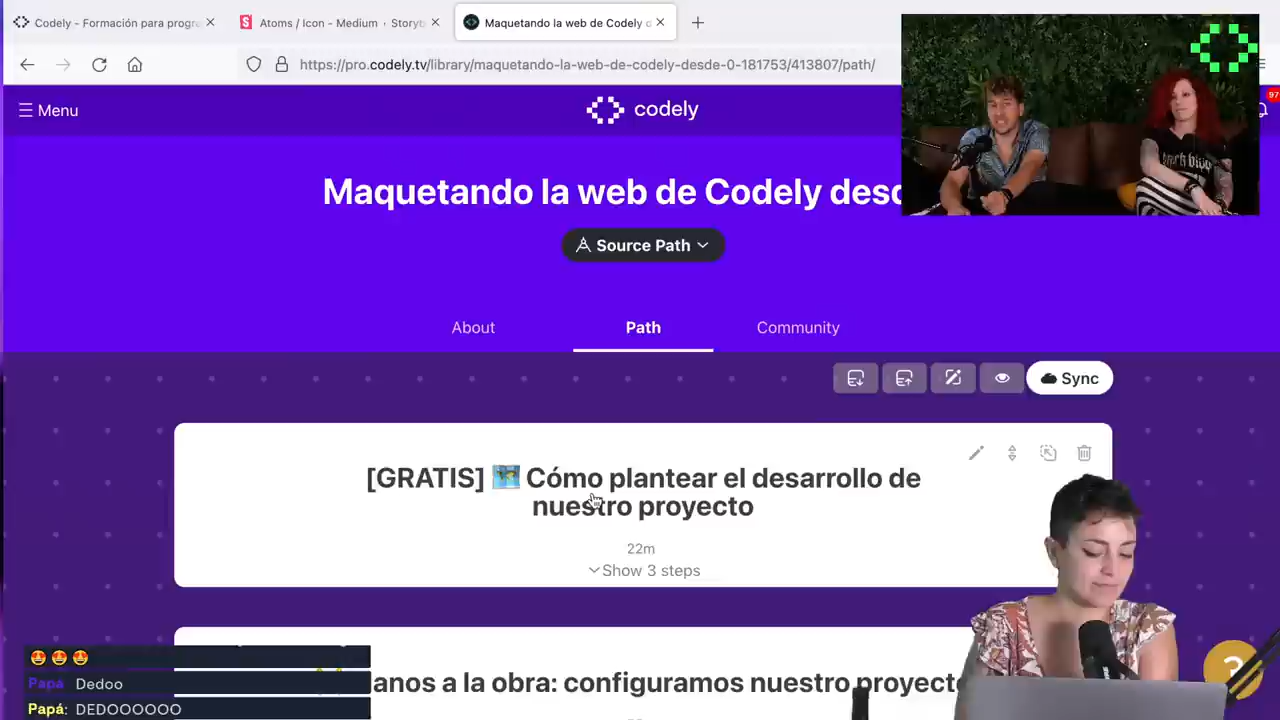 Codely - Formación para progr
Atoms / Icon - Medium · Storyb
Maquetando la web de Codely d
https://pro.codely.tv/library/maquetando-la-web-de-codely-desde-0-181753/413807/path/
Menu
codely
97
Maquetando la web de Codely desd
Source Path
About
Path
Community
Sync
[GRATIS] 🗺️ Cómo plantear el desarrollo de
nuestro proyecto
22m
Show 3 steps
anos a la obra: configuramos nuestro proyecto
?
😍 😍 😍
Papá Dedoo
Papá: DEDOOOOOO